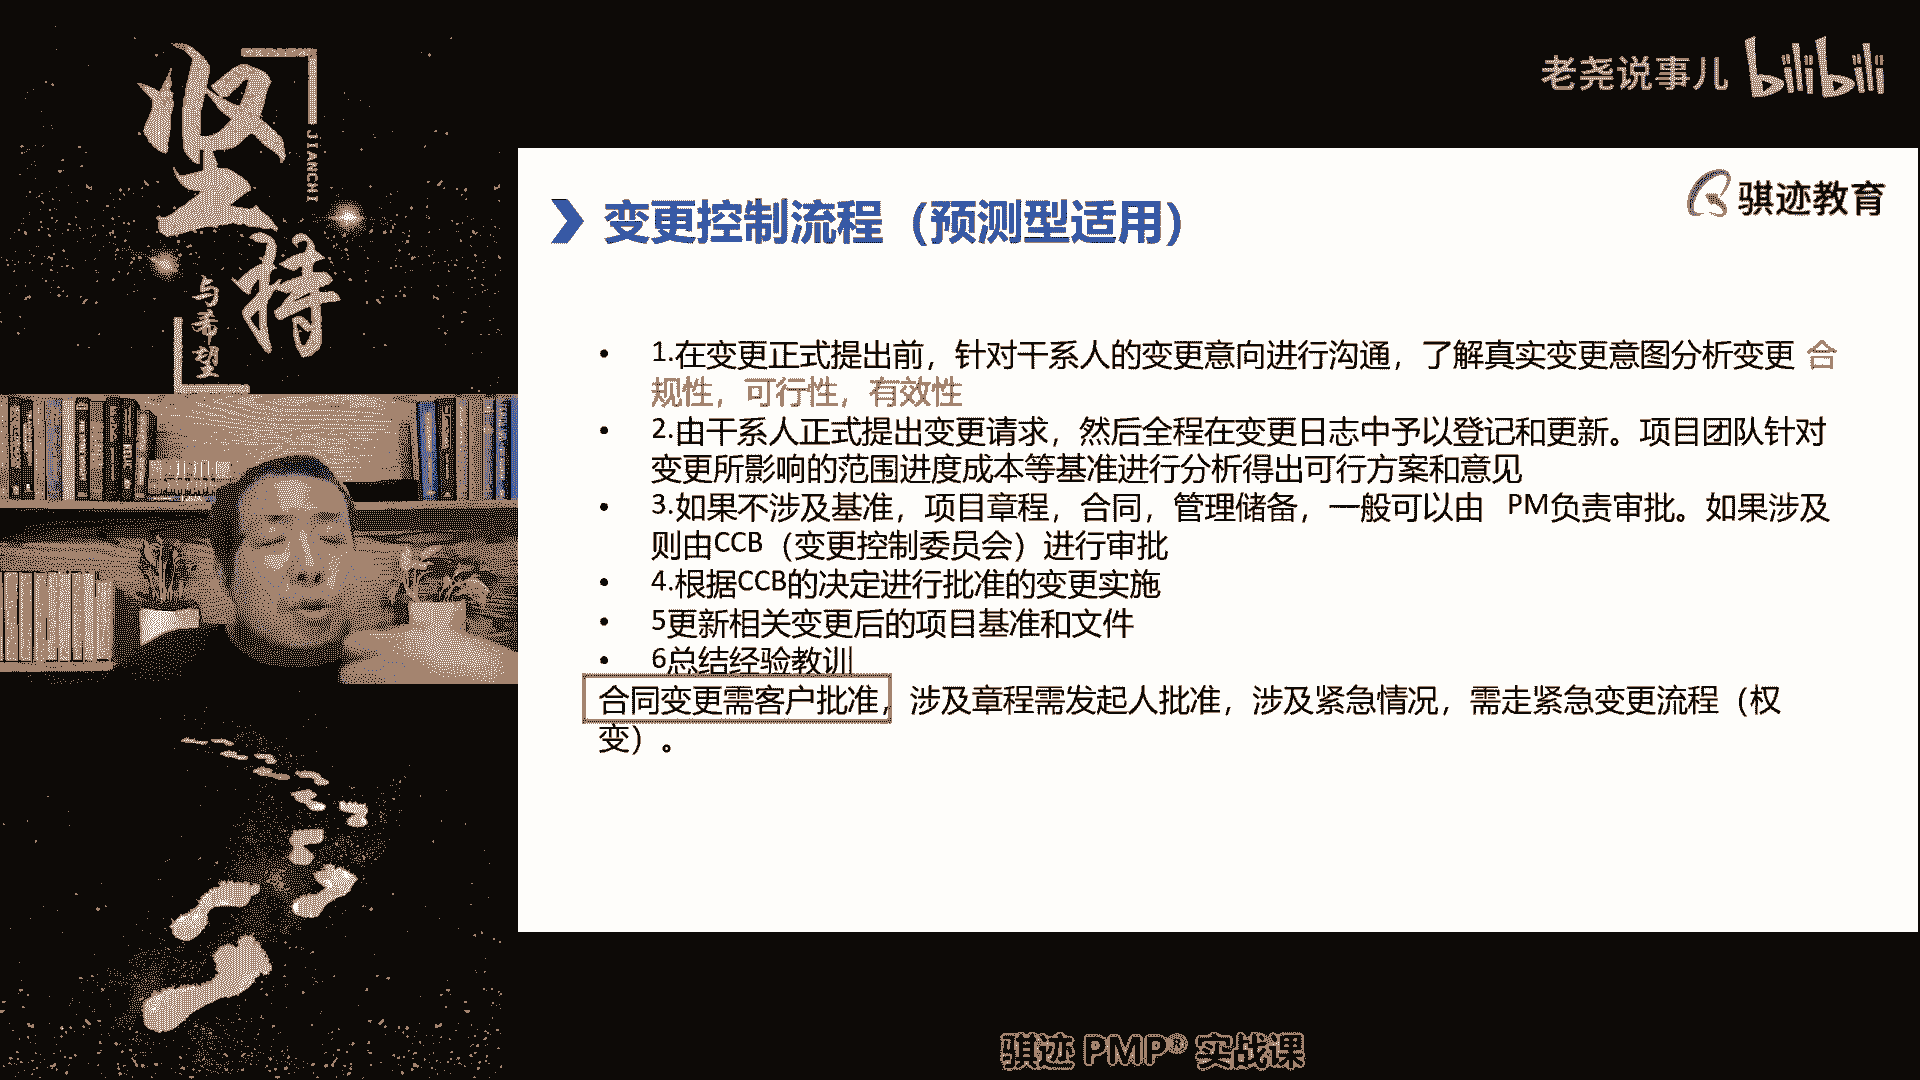 坚持
JIANCHI
与希望
老尧说事儿 bilibili
骐迹教育
变更控制流程（预测型适用）
• 1.在变更正式提出前，针对干系人的变更意向进行沟通，了解真实变更意图分析变更 合
规性，可行性，有效性
• 2.由干系人正式提出变更请求，然后全程在变更日志中予以登记和更新。项目团队针对
变更所影响的范围进度成本等基准进行分析得出可行方案和意见
• 3.如果不涉及基准，项目章程，合同，管理储备，一般可以由 PM负责审批。如果涉及
则由CCB（变更控制委员会）进行审批
• 4.根据CCB的决定进行批准的变更实施
• 5更新相关变更后的项目基准和文件
• 6总结经验教训
合同变更需客户批准，涉及章程需发起人批准，涉及紧急情况，需走紧急变更流程（权
变）。
骐迹 PMP® 实战课